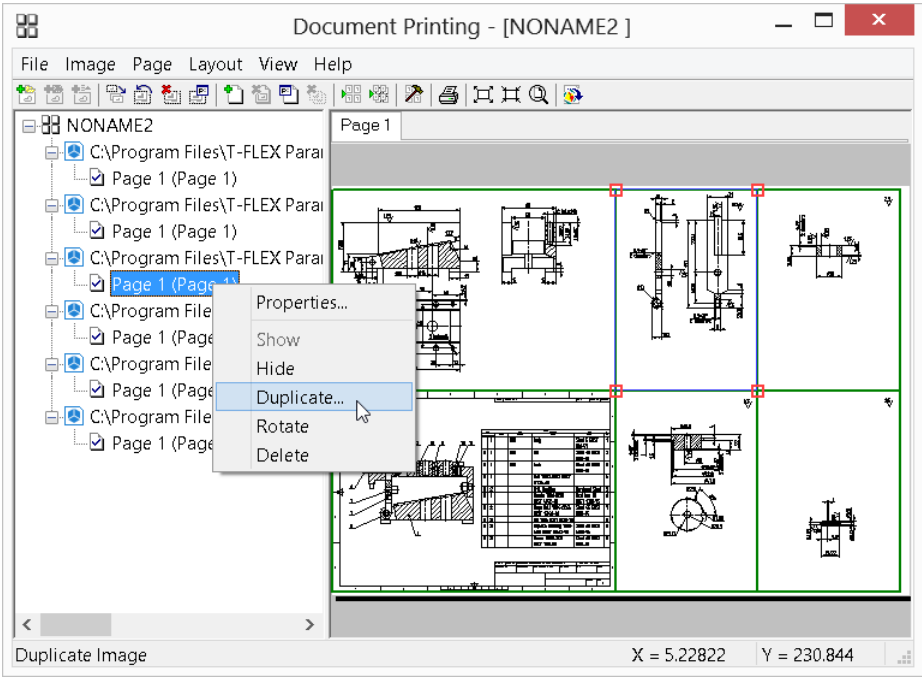 Document Printing - [NONAME2 ]
File Image Page Layout View Help
NONAME2
Page 1
C:\Program Files\T-FLEX Parar
Page 1 (Page 1)
C:\Program Files\T-FLEX Parar
Page 1 (Page 1)
C:\Program Files\T-FLEX Parar
Page 1 (Page 1)
C:\Program File
Page 1 (Page
C:\Program File
Page 1 (Page
C:\Program File
Page 1 (Page
Properties...
Show
Hide
Duplicate...
Rotate
Delete
Duplicate Image
X = 5.22822
Y = 230.844